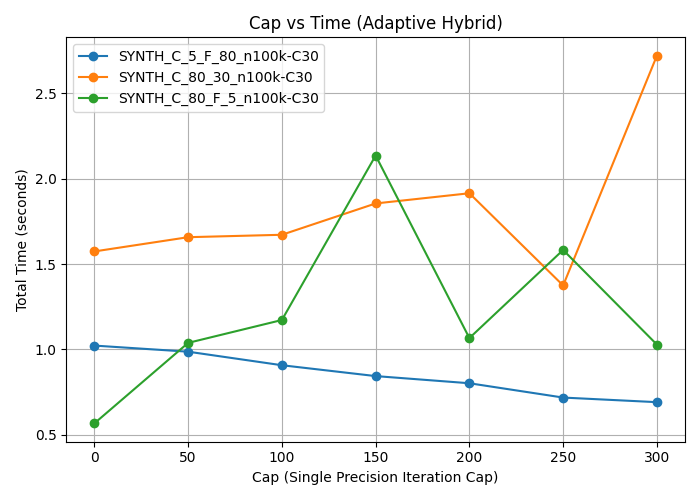 Cap vs Time (Adaptive Hybrid)
SYNTH_C_5_F_80_n100k-C30
SYNTH_C_80_30_n100k-C30
SYNTH_C_80_F_5_n100k-C30
Total Time (seconds)
2.5
2.0
1.5
1.0
0.5
0 50 100 150 200 250 300
Cap (Single Precision Iteration Cap)